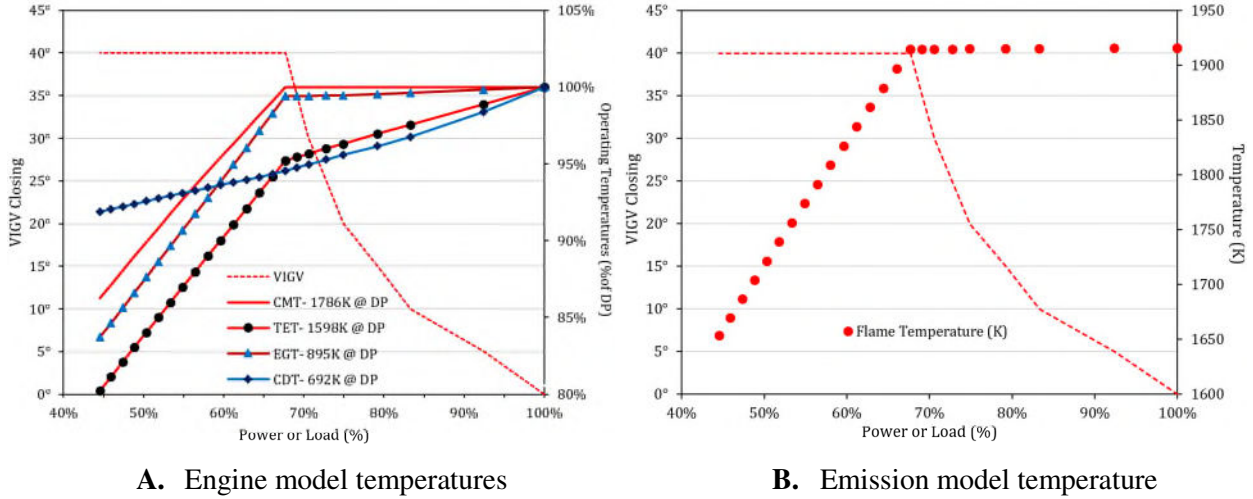 45°
40°
35°
30°
25°
20°
15°
10°
5°
0°
VIGV Closing
105%
100%
95%
90%
85%
80%
Operating Temperatures (%of DP)
VIGV
CMT- 1786K @ DP
TET- 1598K @ DP
EGT- 895K @ DP
CDT- 692K @ DP
40% 50% 60% 70% 80% 90% 100%
Power or Load (%)
A. Engine model temperatures
45°
40°
35°
30°
25°
20°
15°
10°
5°
0°
VIGV Closing
1950
1900
1850
1800
1750
1700
1650
1600
Temperature
(K)
Flame Temperature (K)
40% 50% 60% 70% 80% 90% 100%
Power or Load (%)
B. Emission model temperature